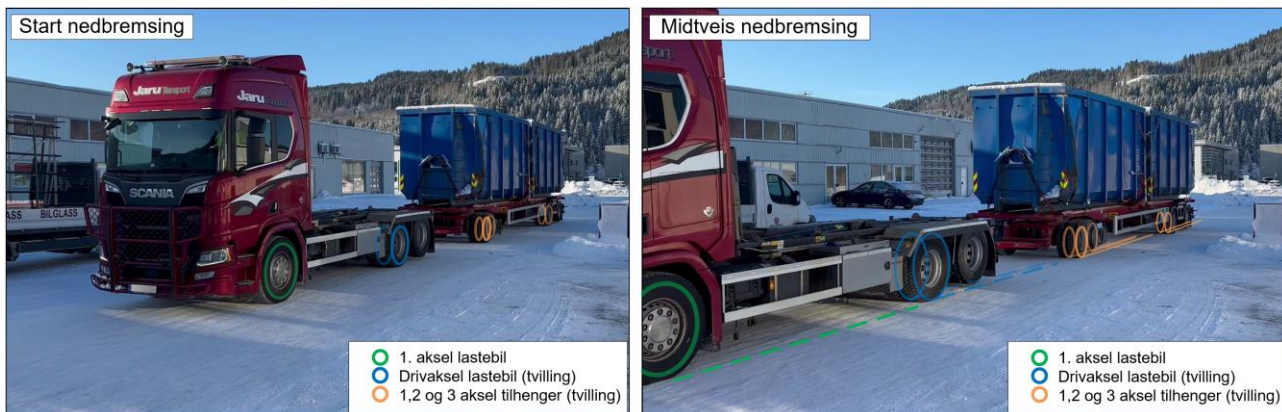 Start nedbremsing
Jaru Transport
Jaru
SCANIA
GLASS
BILGLASS
1. aksel lastebil
Drivaksel lastebil (tvilling)
1,2 og 3 aksel tilhenger (tvilling)
Midtveis nedbremsing
1. aksel lastebil
Drivaksel lastebil (tvilling)
1,2 og 3 aksel tilhenger (tvilling)